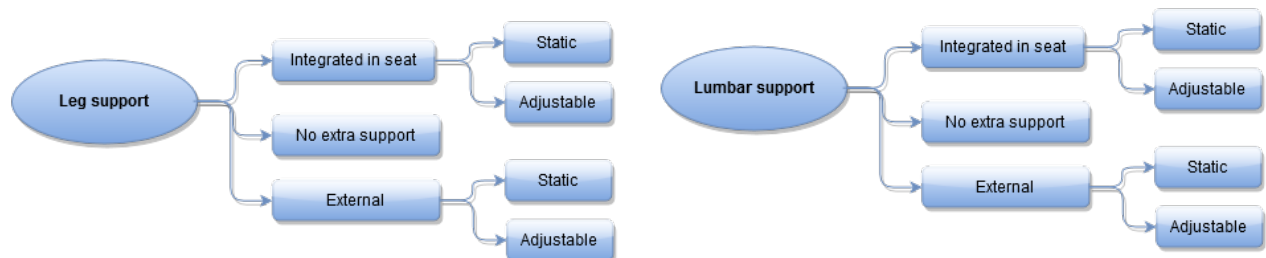 Leg support
Integrated in seat
Static
Adjustable
No extra support
External
Static
Adjustable
Lumbar support
Integrated in seat
Static
Adjustable
No extra support
External
Static
Adjustable